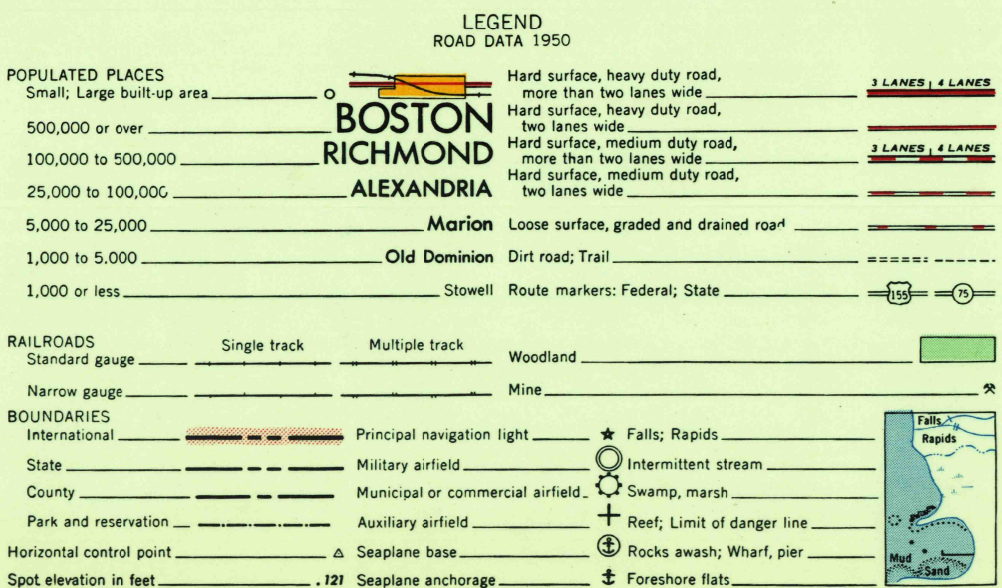 LEGEND
ROAD DATA 1950
POPULATED PLACES
Small; Large built-up area
500,000 or over
BOSTON
100,000 to 500,000
RICHMOND
25,000 to 100,000
ALEXANDRIA
5,000 to 25,000
Marion
1,000 to 5.000
Old Dominion
1,000 or less
Stowell
Hard surface, heavy duty road,
more than two lanes wide
3 LANES 4 LANES
Hard surface, heavy duty road,
two lanes wide
Hard surface, medium duty road,
more than two lanes wide
3 LANES 4 LANES
Hard surface, medium duty road,
two lanes wide
Loose surface, graded and drained road
Dirt road; Trail
Route markers: Federal; State
155 75
RAILROADS
Single track Multiple track
Standard gauge
Narrow gauge
Woodland
Mine
BOUNDARIES
International
State
County
Park and reservation
Horizontal control point
Spot elevation in feet .121
Principal navigation light
Military airfield
Municipal or commercial airfield
Auxiliary airfield
Seaplane base
Seaplane anchorage
Falls; Rapids
Intermittent stream
Swamp, marsh
Reef; Limit of danger line
Rocks awash; Wharf, pier
Foreshore flats
Falls
Rapids
Mud
Sand